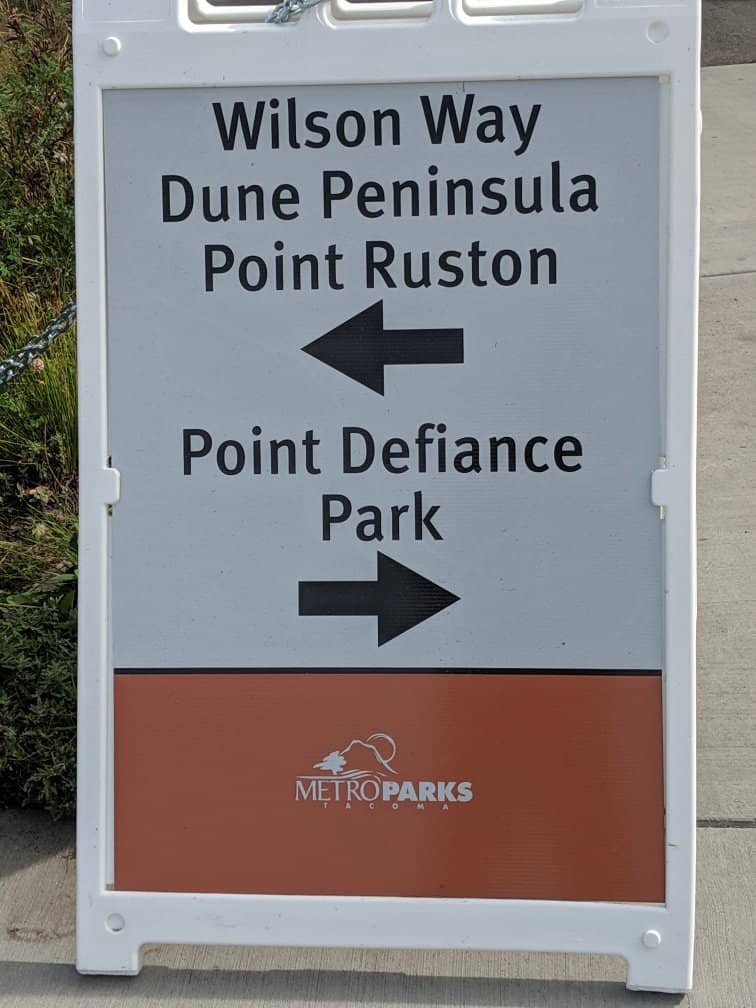 Wilson Way
Dune Peninsula
Point Ruston
Point Defiance
Park
METROPARKS
TACOMA